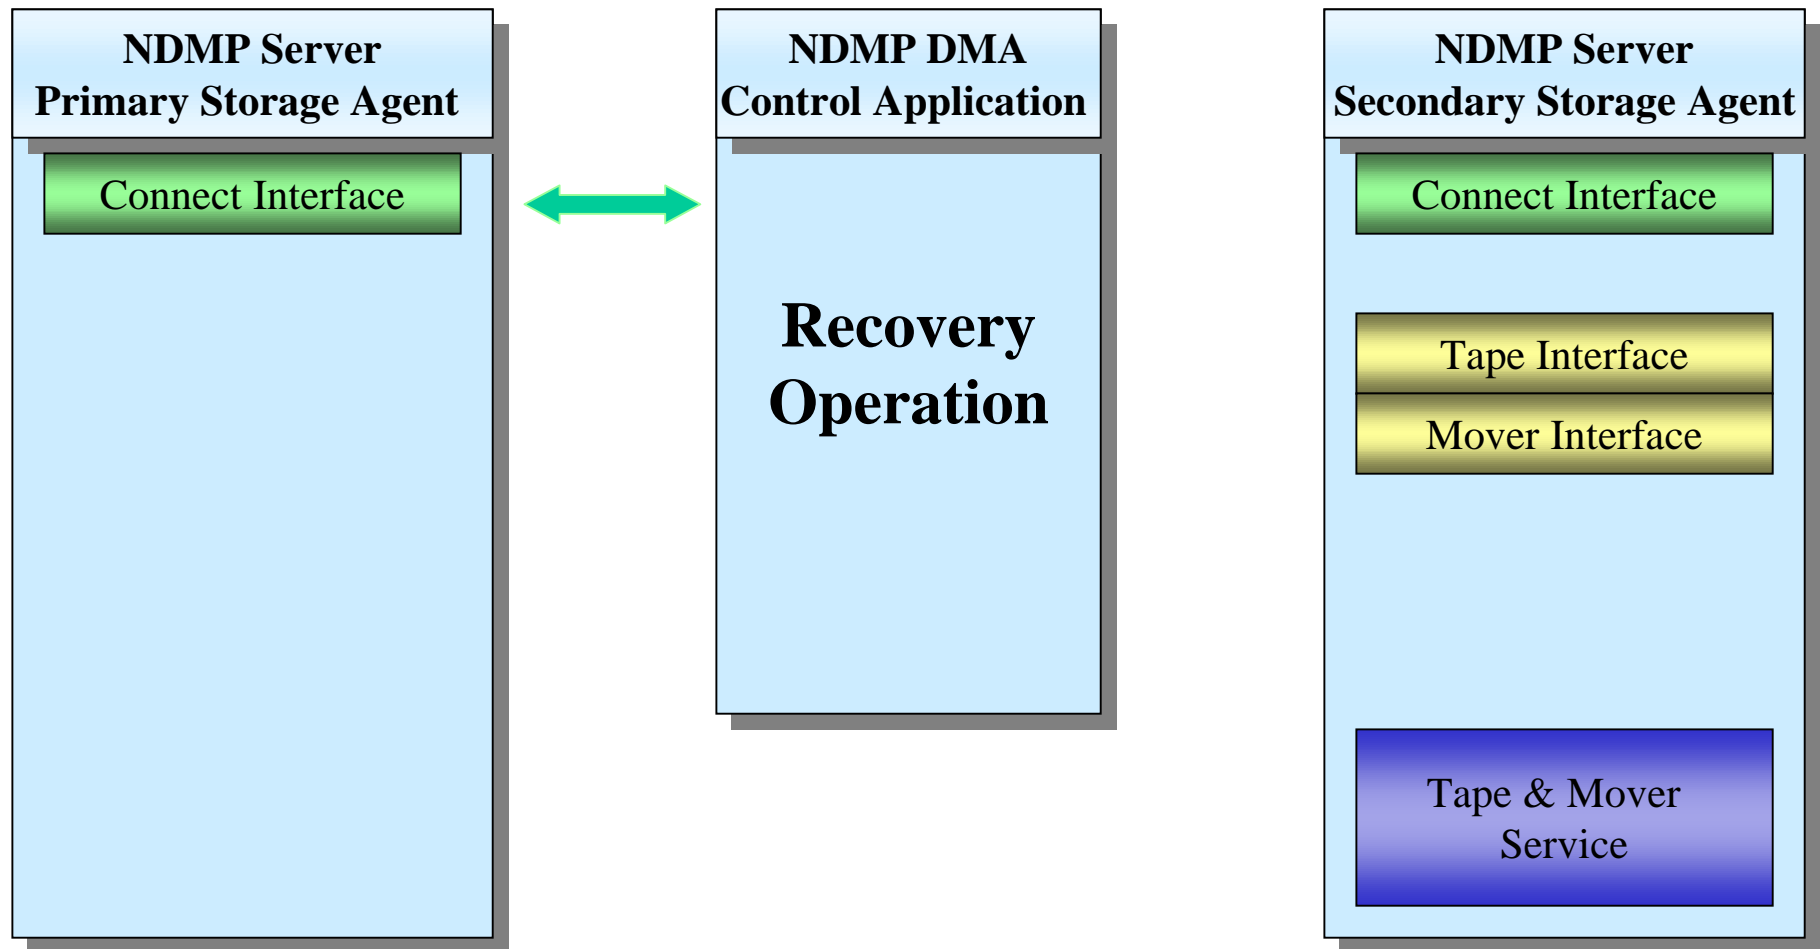 NDMP Server
Primary Storage Agent
Connect Interface
NDMP DMA
Control Application
Recovery
Operation
NDMP Server
Secondary Storage Agent
Connect Interface
Tape Interface
Mover Interface
Tape & Mover
Service